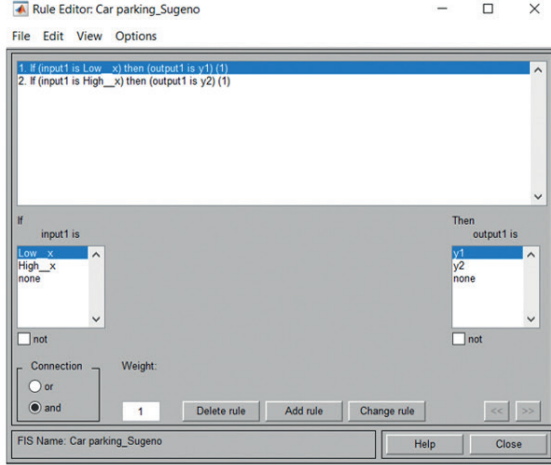 Rule Editor: Car parking_Sugeno
File Edit View Options
1. If (input1 is Low__x) then (output1 is y1) (1)
2. If (input1 is High__x) then (output1 is y2) (1)
If
input1 is
Low__x
High__x
none
not
Then
output1 is
y1
y2
none
not
Connection
or
and
Weight:
1
Delete rule
Add rule
Change rule
<<
>>
FIS Name: Car parking_Sugeno
Help
Close